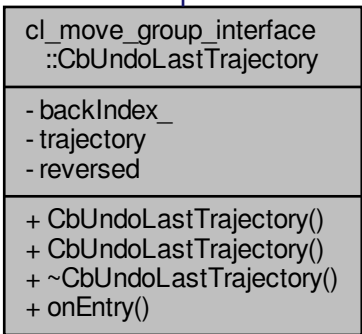 cl_move_group_interface
::CbUndoLastTrajectory
- backIndex_
- trajectory
- reversed
+ CbUndoLastTrajectory()
+ CbUndoLastTrajectory()
+ ~CbUndoLastTrajectory()
+ onEntry()